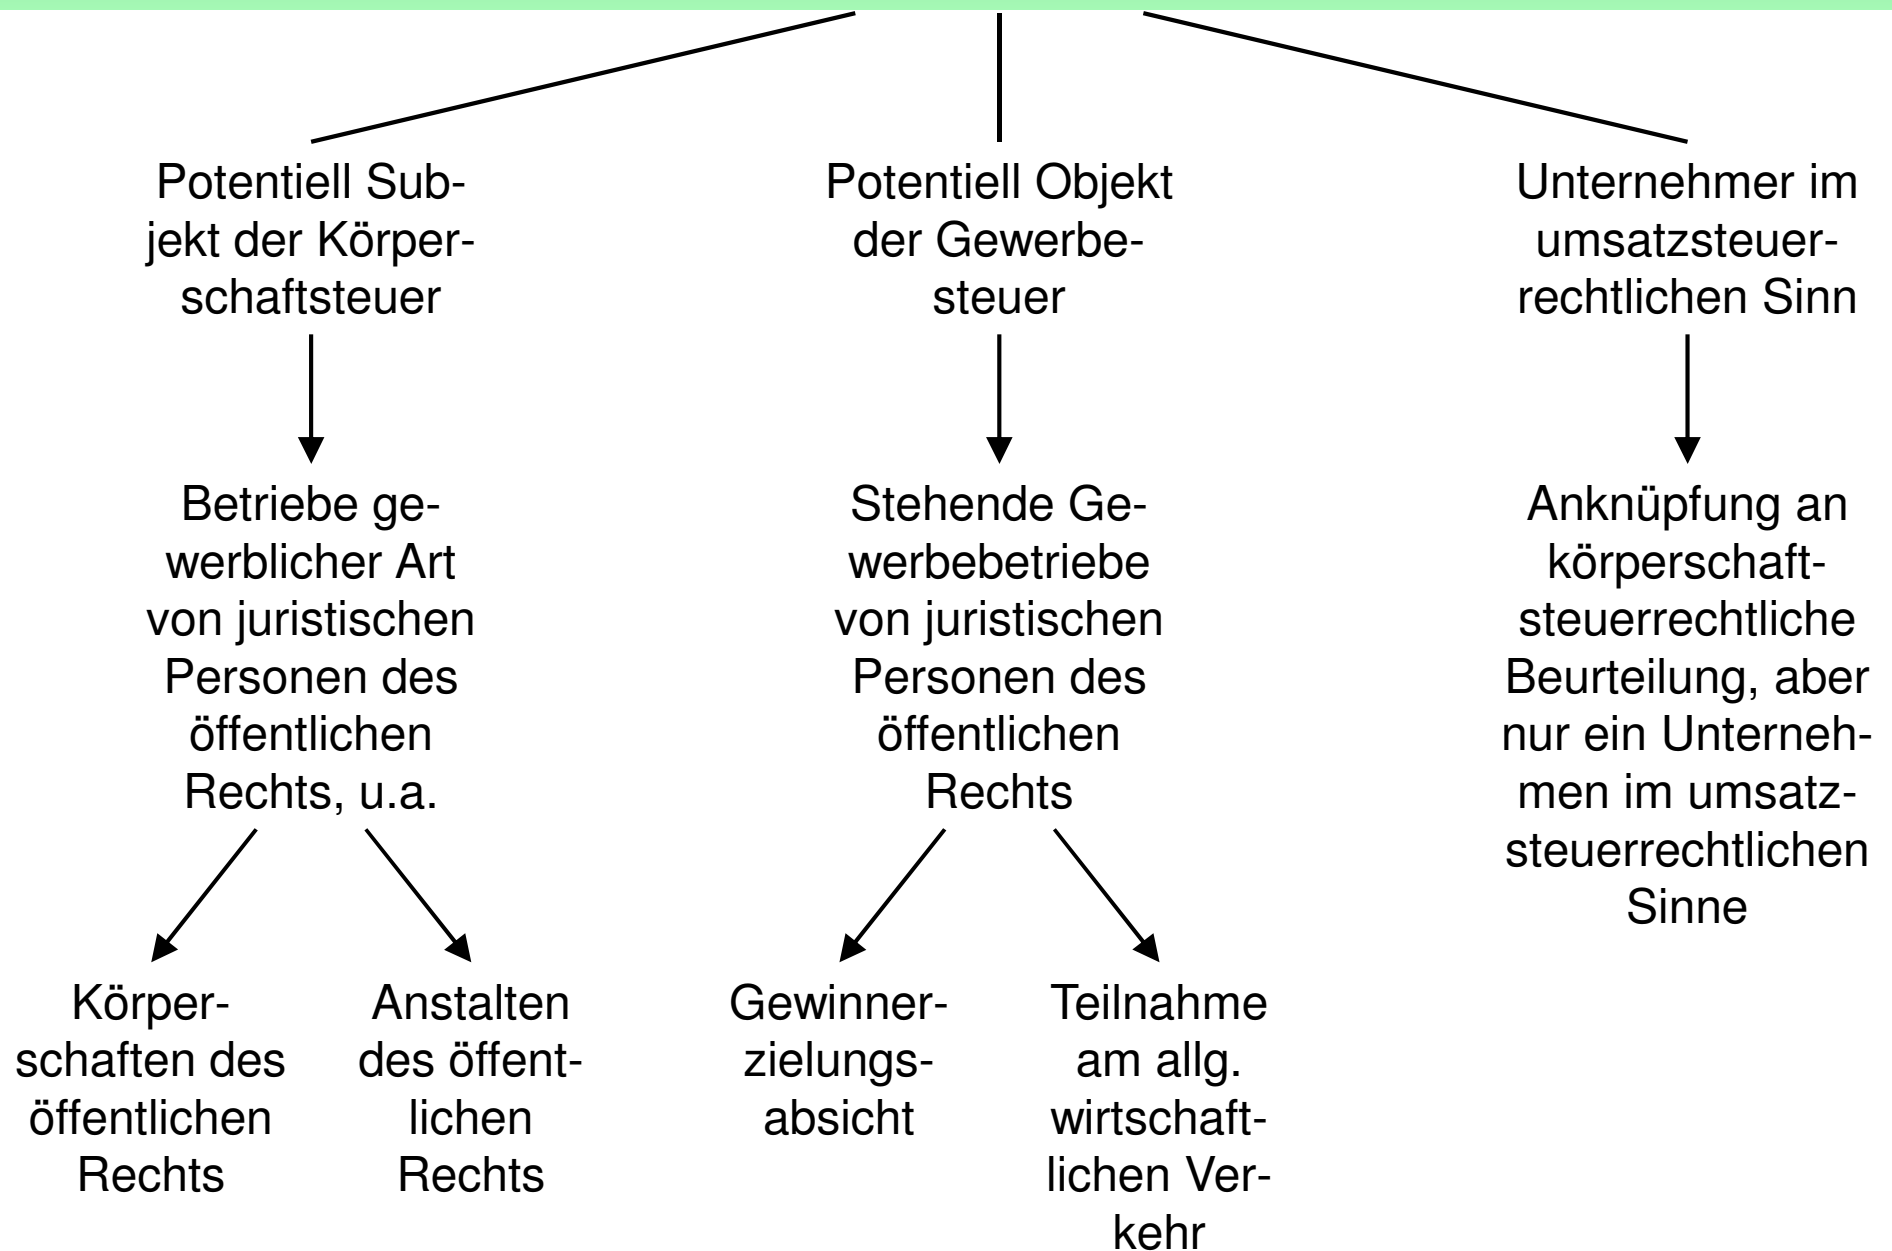 Potentiell Sub-
jekt der Körper-
schaftsteuer
Potentiell Objekt
der Gewerbe-
steuer
Unternehmer im
umsatzsteuer-
rechtlichen Sinn
Betriebe ge-
werblicher Art
von juristischen
Personen des
öffentlichen
Rechts, u.a.
Stehende Ge-
werbebetriebe
von juristischen
Personen des
öffentlichen
Rechts
Anknüpfung an
körperschaft-
steuerrechtliche
Beurteilung, aber
nur ein Unterneh-
men im umsatz-
steuerrechtlichen
Sinne
Körper-
schaften des
öffentlichen
Rechts
Anstalten
des öffent-
lichen
Rechts
Gewinner-
zielungs-
absicht
Teilnahme
am allg.
wirtschaft-
lichen Ver-
kehr